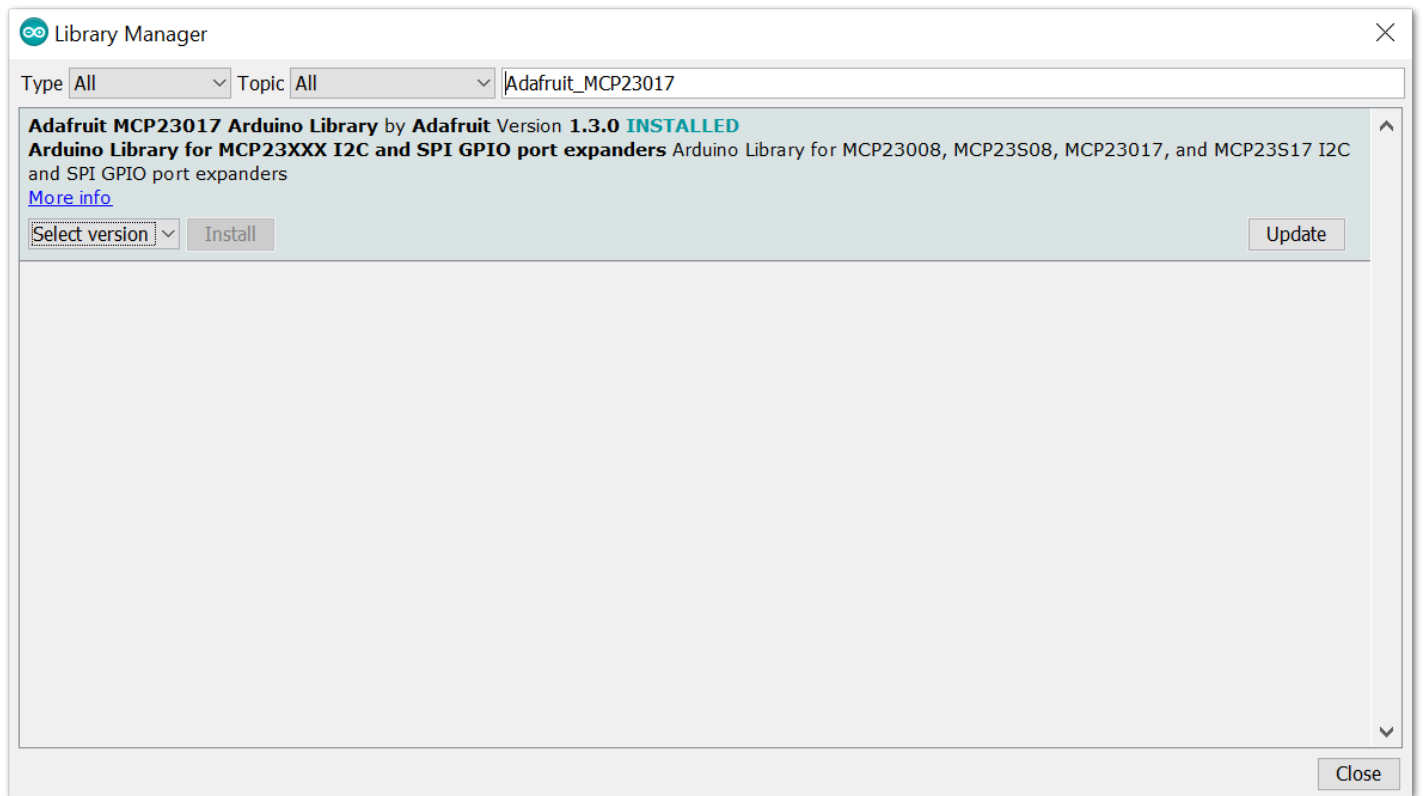 Library Manager
Type All Topic All Adafruit_MCP23017
Adafruit MCP23017 Arduino Library by Adafruit Version 1.3.0 INSTALLED
Arduino Library for MCP23XXX I2C and SPI GPIO port expanders Arduino Library for MCP23008, MCP23S08, MCP23017, and MCP23S17 I2C
and SPI GPIO port expanders
More info
Select version Install Update
Close